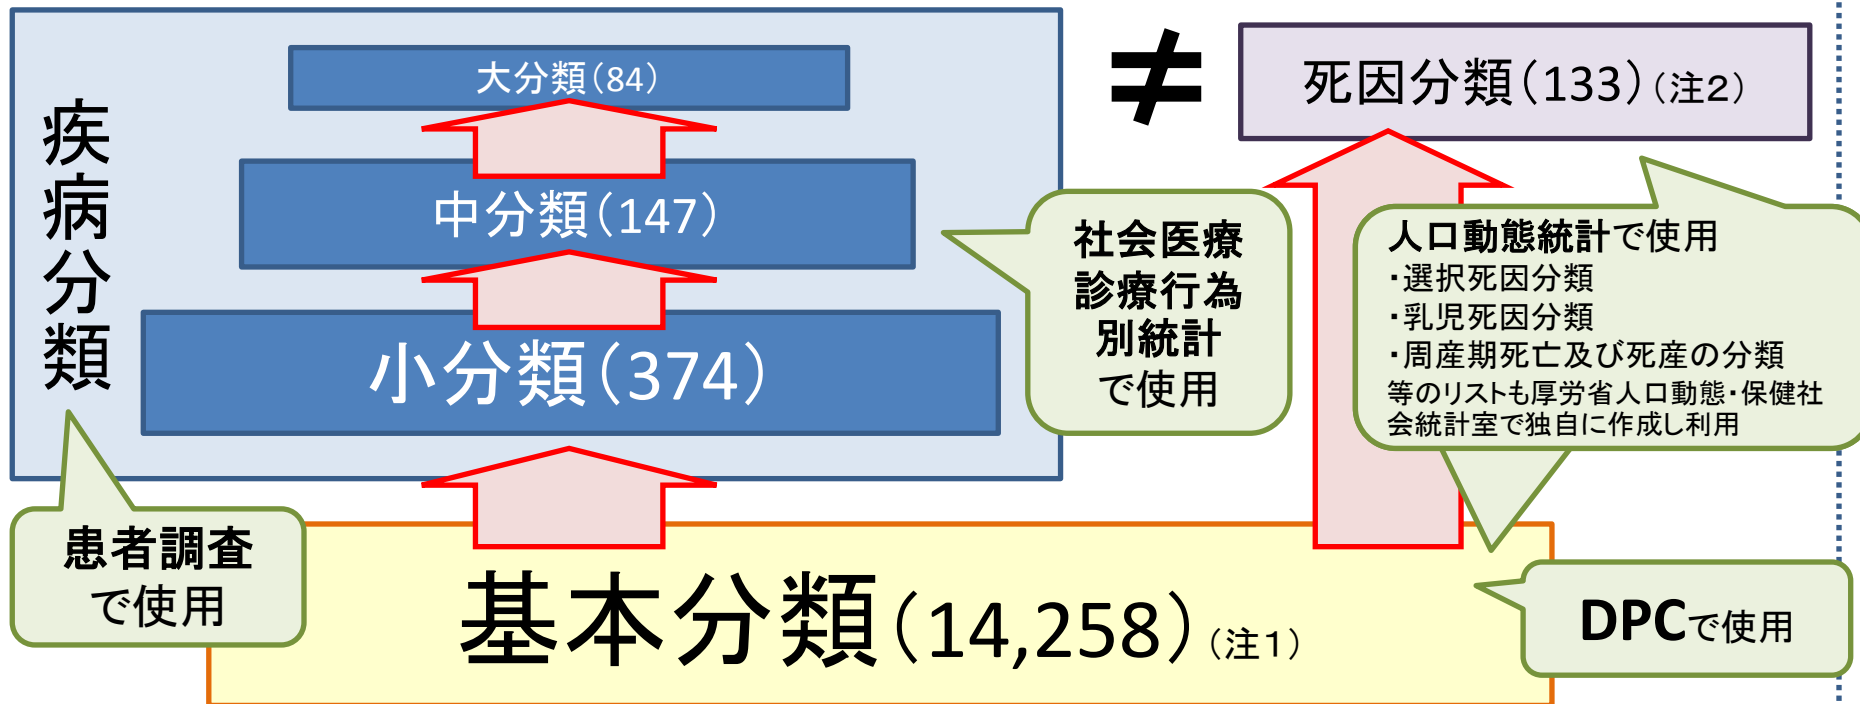 疾病分類
大分類(84)
中分類(147)
小分類(374)
≠
死因分類(133)(注2)
社会医療
診療行為
別統計
で使用
人口動態統計で使用
・選択死因分類
・乳児死因分類
・周産期死亡及び死産の分類
等のリストも厚労省人口動態・保健社
会統計室で独自に作成し利用
患者調査
で使用
基本分類(14,258)(注1)
DPCで使用